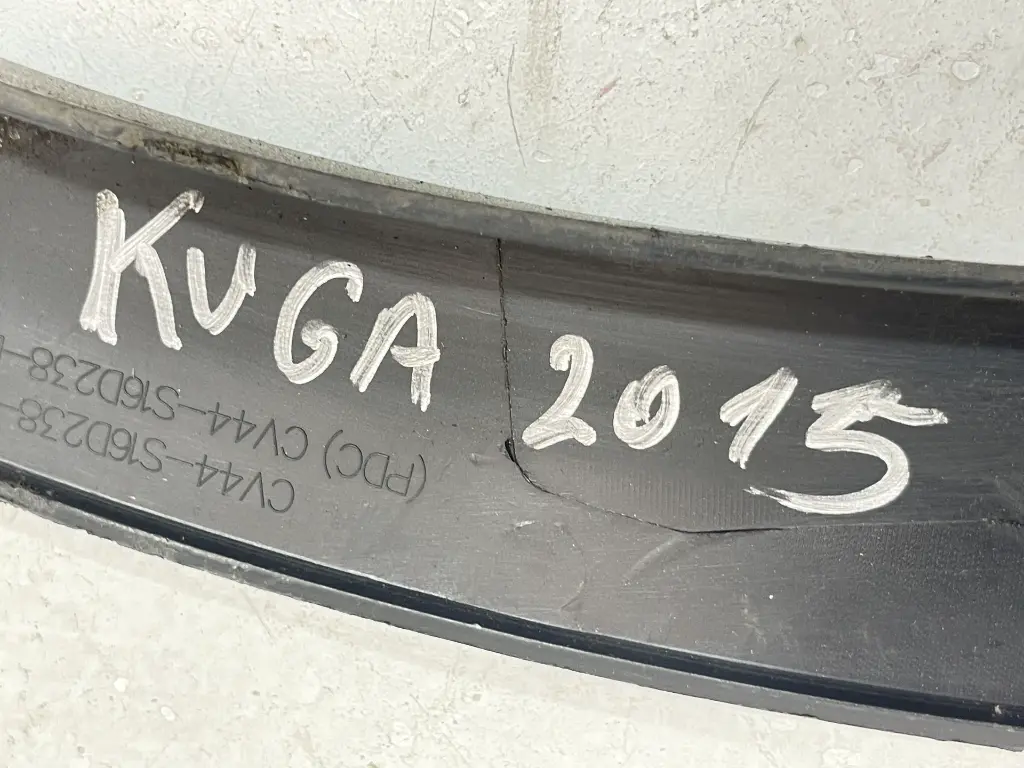 KUGA 2015
CV44-S16D238-
(PDC) CV44-S16D238-